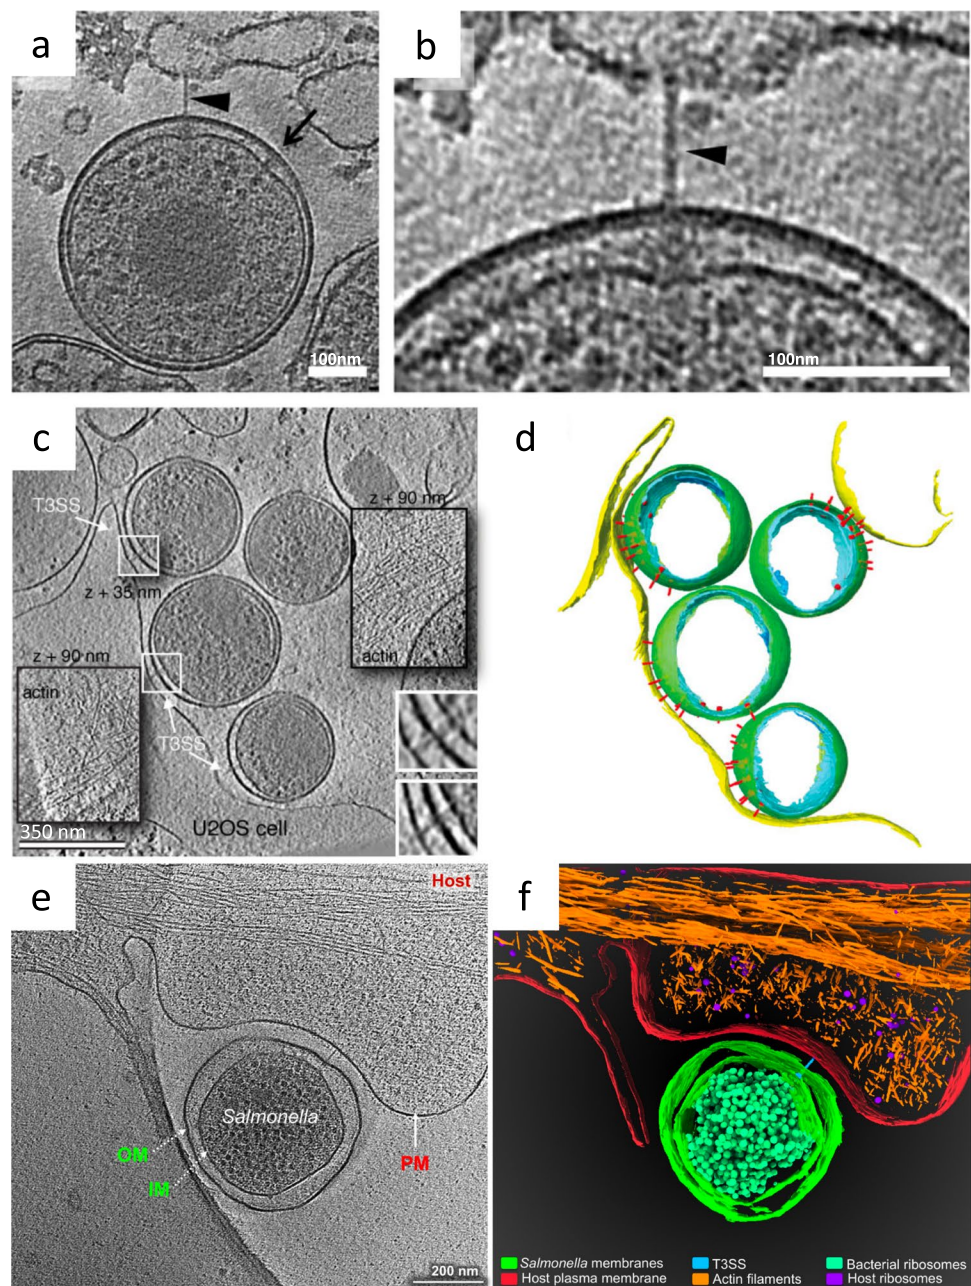 a
100nm
b
100nm
c
T3SS
z + 35 nm
z + 90 nm
actin
z + 90 nm
actin
T3SS
350 nm
U2OS cell
d
e
Host
Salmonella
OM
IM
PM
200 nm
f
Salmonella membranes
T3SS
Bacterial ribosomes
Host plasma membrane
Actin filaments
Host ribosomes